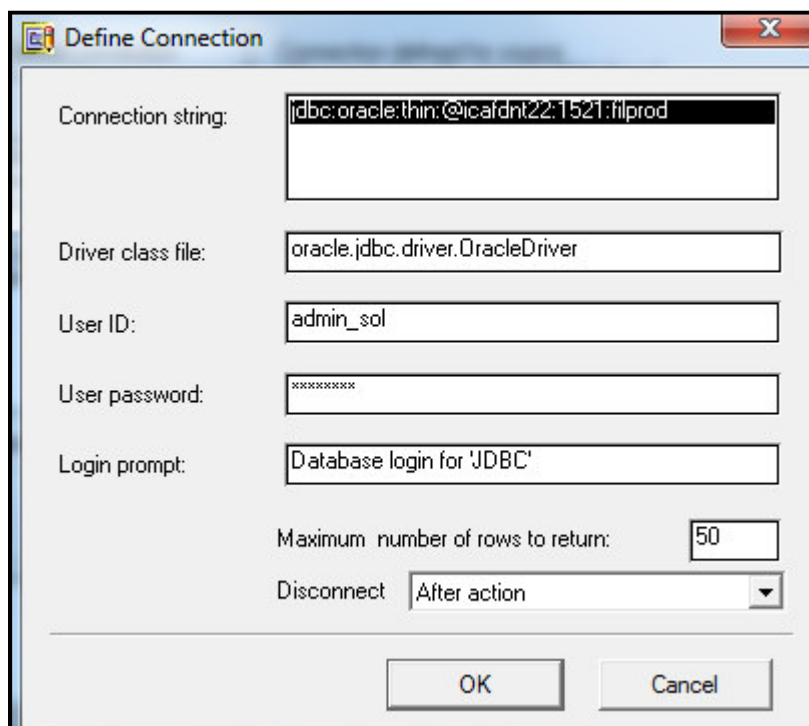 Define Connection
Connection string:
jdbc:oracle:thin:@icafdnt22:1521:filprod
Driver class file:
oracle.jdbc.driver.OracleDriver
User ID:
admin_sol
User password:
********
Login prompt:
Database login for 'JDBC'
Maximum number of rows to return:
50
Disconnect
After action
OK
Cancel